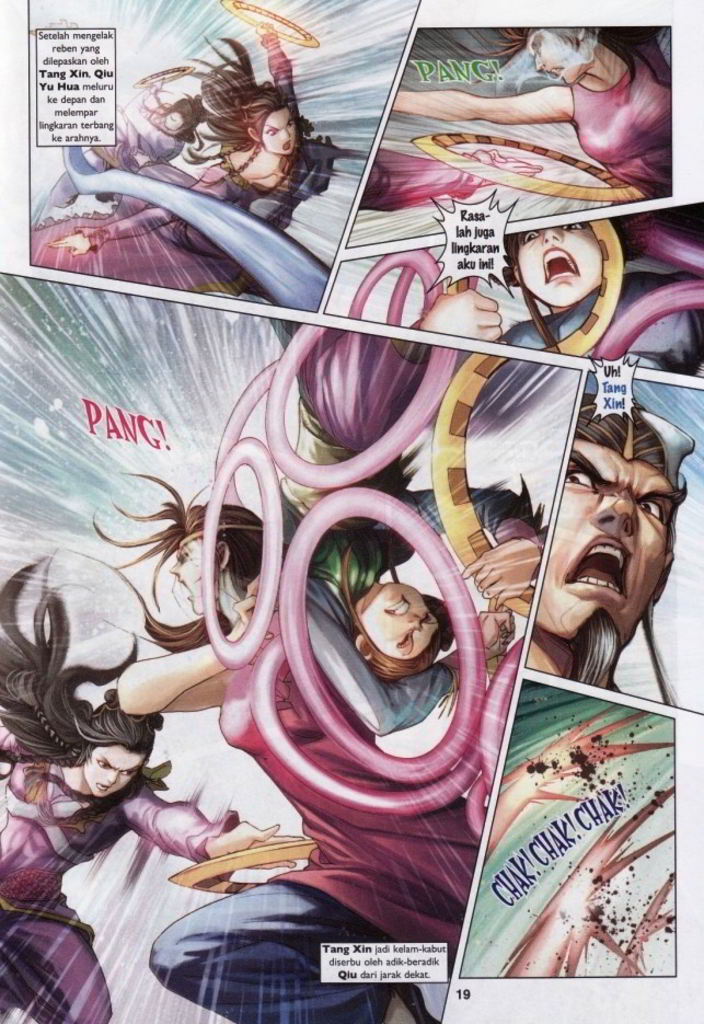 Setelah mengelak
reben yang
dilepaskan oleh
Tang Xin, Qiu
Yu Hua meluru
ke depan dan
melempar
lingkaran terbang
ke arahnya.
PANG!
Rasa-
lah juga
lingkaran
aku ini!
PANG!
Uh!
Tang
Xin!
CHAK! CHAK! CHAK!
Tang Xin jadi kelam-kabut
diserbu oleh adik-beradik
Qiu dari jarak dekat.
19